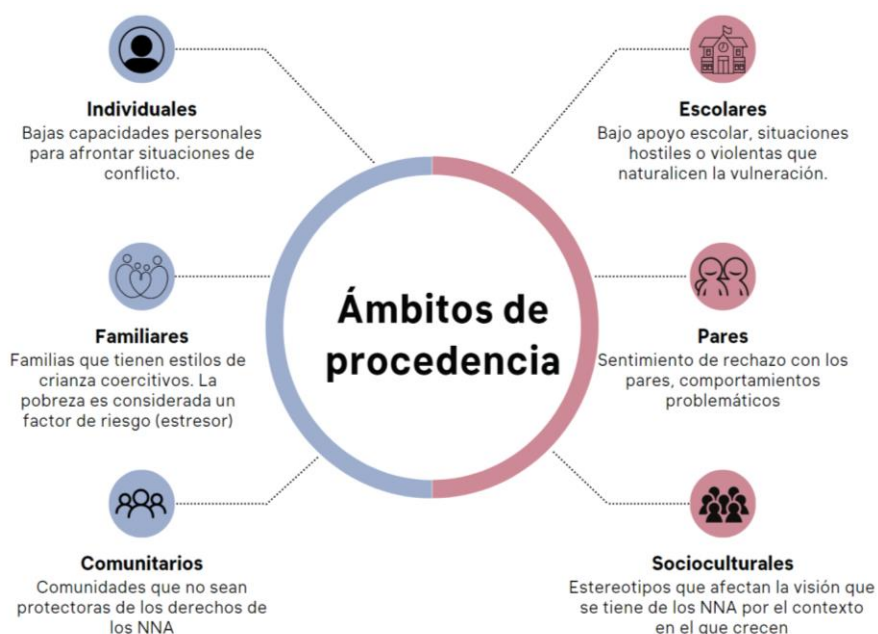 Individuales
Bajas capacidades personales
para afrontar situaciones de
conflicto.
Escolares
Bajo apoyo escolar, situaciones
hostiles o violentas que
naturalicen la vulneración.
Ámbitos de
procedencia
Familiares
Familias que tienen estilos de
crianza coercitivos. La
pobreza es considerada un
factor de riesgo (estresor)
Pares
Sentimiento de rechazo con los
pares, comportamientos
problemáticos
Comunitarios
Comunidades que no sean
protectoras de los derechos de
los NNA
Socioculturales
Estereotipos que afectan la visión que
se tiene de los NNA por el contexto
en el que crecen